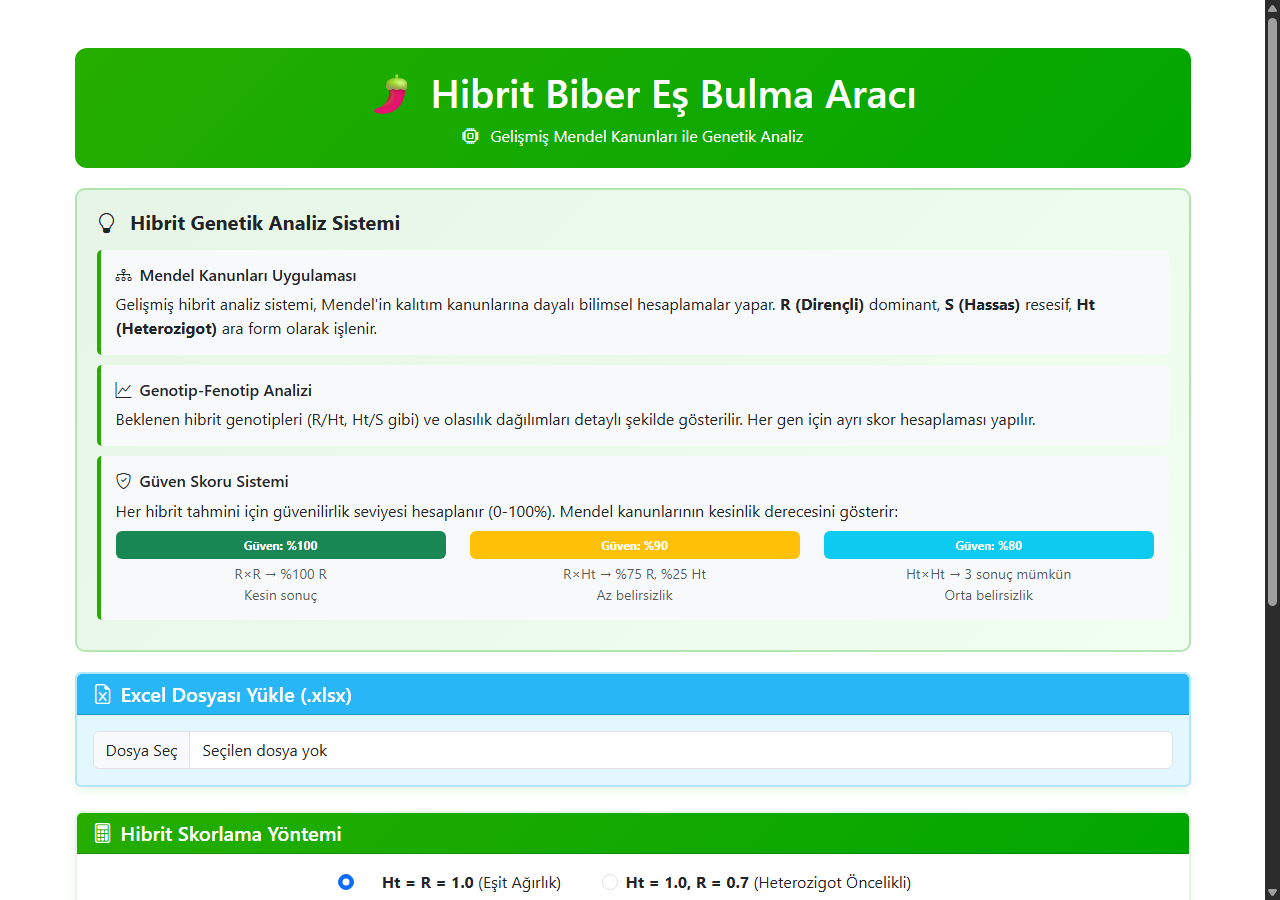 Hibrit Biber Eş Bulma Aracı
Gelişmiş Mendel Kanunları ile Genetik Analiz
Hibrit Genetik Analiz Sistemi
Mendel Kanunları Uygulaması
Gelişmiş hibrit analiz sistemi, Mendel'in kalıtım kanunlarına dayalı bilimsel hesaplamalar yapar. R (Dirençli) dominant, S (Hassas) resesif, Ht
(Heterozigot) ara form olarak işlenir.
Genotip-Fenotip Analizi
Beklenen hibrit genotipleri (R/Ht, Ht/S gibi) ve olasılık dağılımları detaylı şekilde gösterilir. Her gen için ayrı skor hesaplaması yapılır.
Güven Skoru Sistemi
Her hibrit tahmini için güvenilirlik seviyesi hesaplanır (0-100%). Mendel kanunlarının kesinlik derecesini gösterir:
Güven: %100
Güven: %90
Güven: %80
R×R → %100 R
R×Ht → %75 R, %25 Ht
Ht×Ht → 3 sonuç mümkün
Kesin sonuç
Az belirsizlik
Orta belirsizlik
Excel Dosyası Yükle (.xlsx)
Dosya Seç Seçilen dosya yok
Hibrit Skorlama Yöntemi
Ht = R = 1.0 (Eşit Ağırlık)
Ht = 1.0, R = 0.7 (Heterozigot Öncelikli)